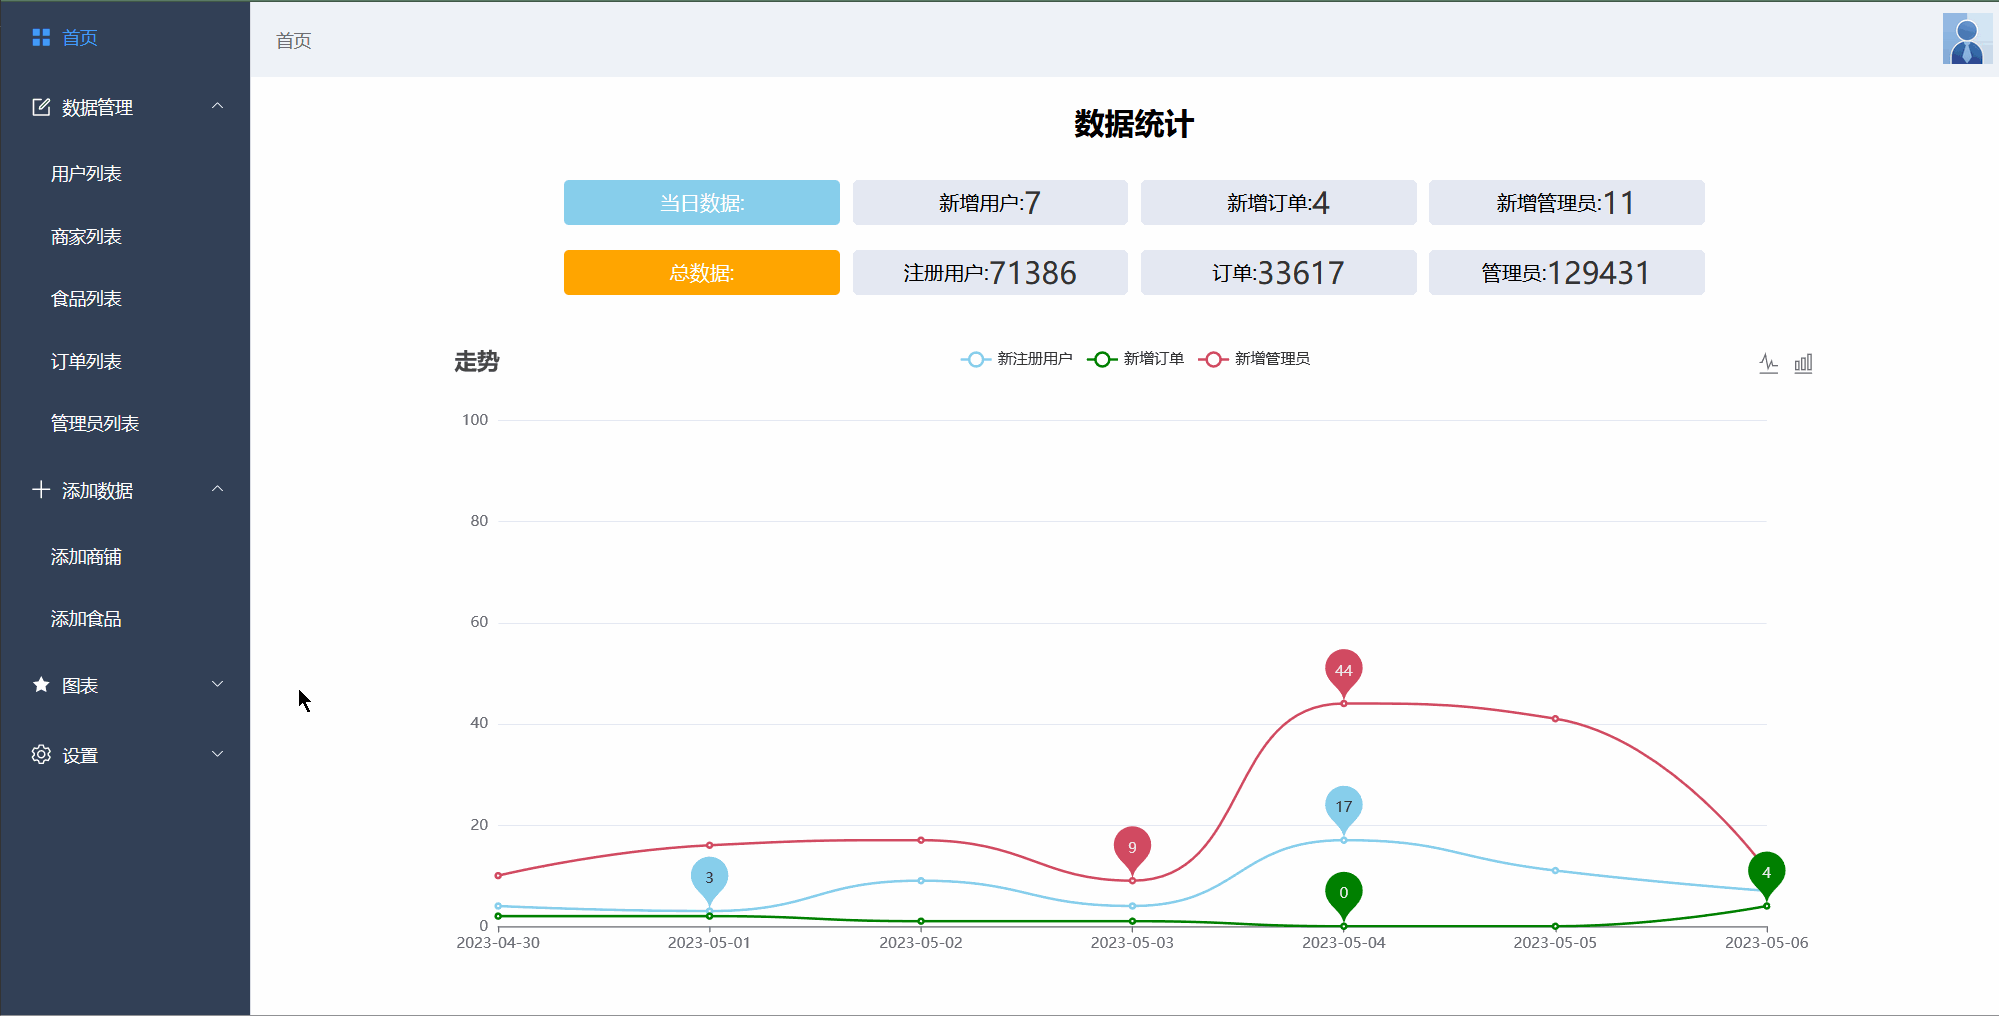 首页
数据管理
用户列表
商家列表
食品列表
订单列表
管理员列表
添加数据
添加商铺
添加食品
图表
设置
首页
数据统计
当日数据: 新增用户:7 新增订单:4 新增管理员:11
总数据: 注册用户:71386 订单:33617 管理员:129431
走势 新注册用户 新增订单 新增管理员
100
80
60
44
40
17
20
9
3
0
4
0
2023-04-30 2023-05-01 2023-05-02 2023-05-03 2023-05-04 2023-05-05 2023-05-06